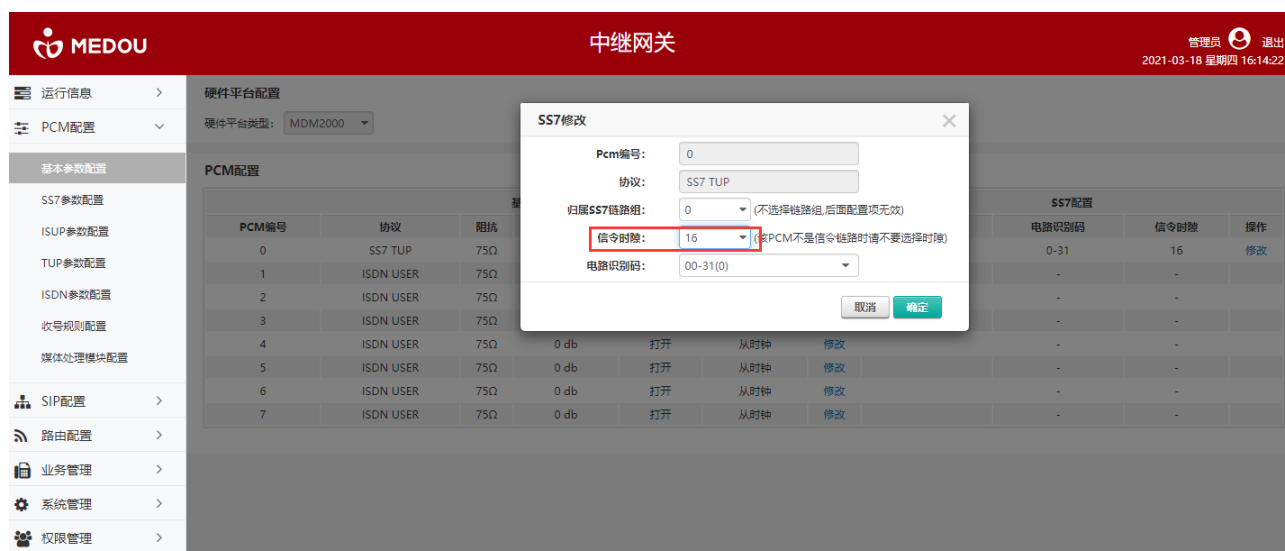 MEDOU
中继网关
管理员 退出
2021-03-18 星期四 16:14:22
运行信息
PCM配置
基本参数配置
SS7参数配置
ISUP参数配置
TUP参数配置
ISDN参数配置
收号规则配置
媒体处理模块配置
SIP配置
路由配置
业务管理
系统管理
权限管理
硬件平台配置
硬件平台类型: MDM2000
PCM配置
SS7配置
PCM编号 协议 阻抗 电路识别码 信令时隙 操作
0 SS7 TUP 75Ω 0-31 16 修改
1 ISDN USER 75Ω - -
2 ISDN USER 75Ω - -
3 ISDN USER 75Ω - -
4 ISDN USER 75Ω 0 db 打开 从时钟 修改 - -
5 ISDN USER 75Ω 0 db 打开 从时钟 修改 - -
6 ISDN USER 75Ω 0 db 打开 从时钟 修改 - -
7 ISDN USER 75Ω 0 db 打开 从时钟 修改 - -
SS7修改
Pcm编号: 0
协议: SS7 TUP
归属SS7链路组: 0 (不选择链路组,后面配置项无效)
信令时隙: 16 (该PCM不是信令链路时请不要选择时隙)
电路识别码: 00-31(0)
取消 确定